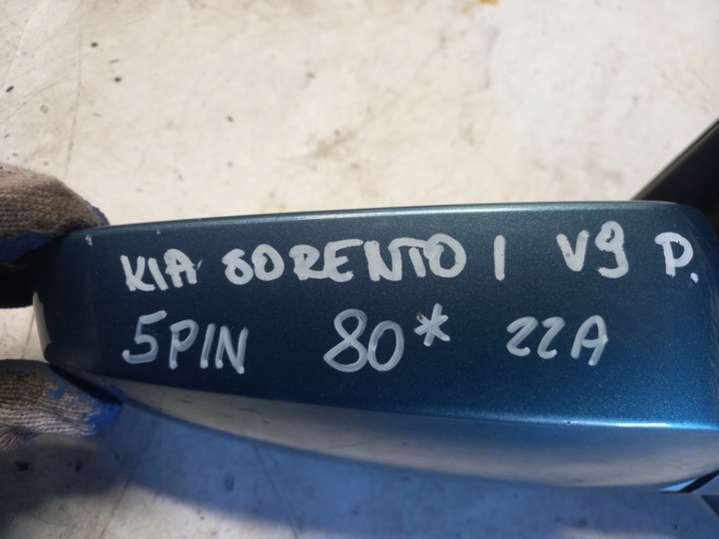 KIA SORENTO I V9 P.
5PIN 80* 22A